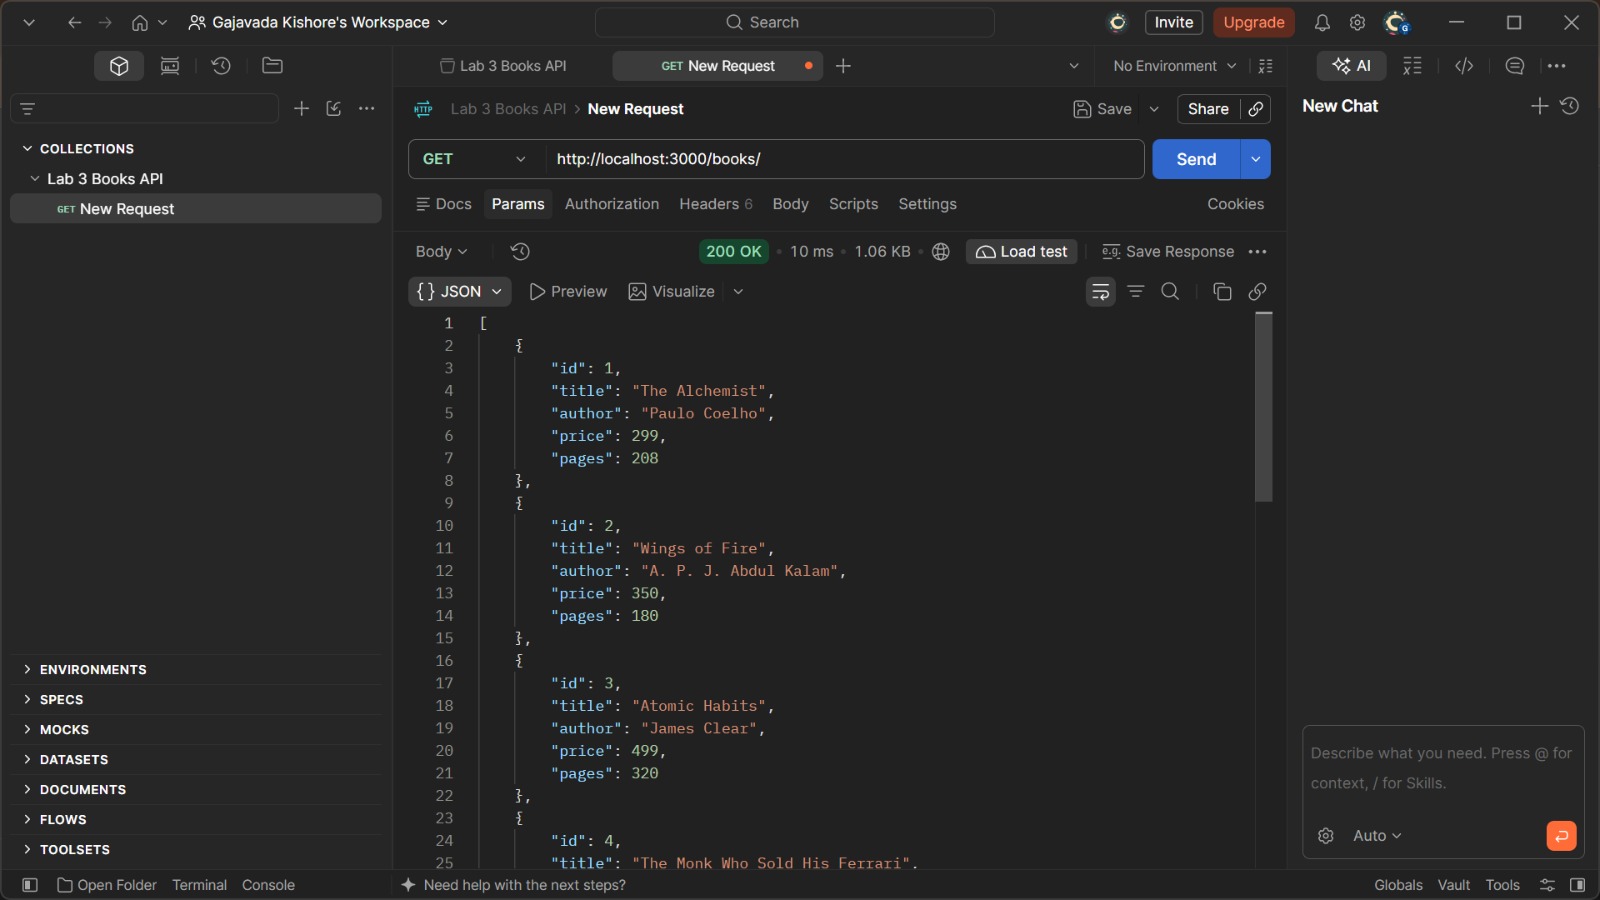 Gajavada Kishore's Workspace
Search
Invite
Upgrade
Lab 3 Books API
GET New Request
No Environment
AI
HTTP
Lab 3 Books API > New Request
Save
Share
New Chat
COLLECTIONS
Lab 3 Books API
GET New Request
GET
http://localhost:3000/books/
Send
Docs
Params
Authorization
Headers 6
Body
Scripts
Settings
Cookies
Body
200 OK • 10 ms • 1.06 KB
Load test
e.g. Save Response
{} JSON
Preview
Visualize
1 [
2 {
3 "id": 1,
4 "title": "The Alchemist",
5 "author": "Paulo Coelho",
6 "price": 299,
7 "pages": 208
8 },
9 {
10 "id": 2,
11 "title": "Wings of Fire",
12 "author": "A. P. J. Abdul Kalam",
13 "price": 350,
14 "pages": 180
15 },
16 {
17 "id": 3,
18 "title": "Atomic Habits",
19 "author": "James Clear",
20 "price": 499,
21 "pages": 320
22 },
23 {
24 "id": 4,
25 "title": "The Monk Who Sold His Ferrari",
ENVIRONMENTS
SPECS
MOCKS
DATASETS
DOCUMENTS
FLOWS
TOOLSETS
Describe what you need. Press @ for
context, / for Skills.
Auto
Open Folder
Terminal
Console
Need help with the next steps?
Globals
Vault
Tools